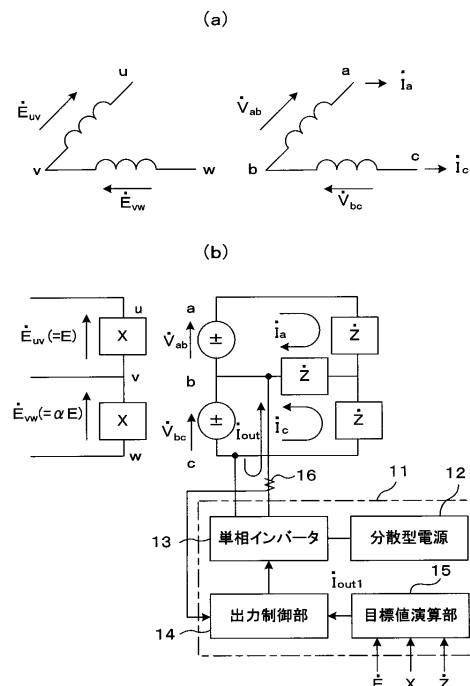 (a)
u
Ė_uv
v
w
Ė_vw
a
İ_a
V̇_ab
b
c
İ_c
V̇_bc
(b)
u
Ė_uv(=E)
X
v
Ė_vw(=αE)
X
w
a
V̇_ab
±
İ_a
Ż
b
Ż
V̇_bc
±
İ_out
İ_c
Ż
c
16
11
12
13
単相インバータ
分散型電源
İ_out1
15
出力制御部
目標値演算部
14
Ė X Ż